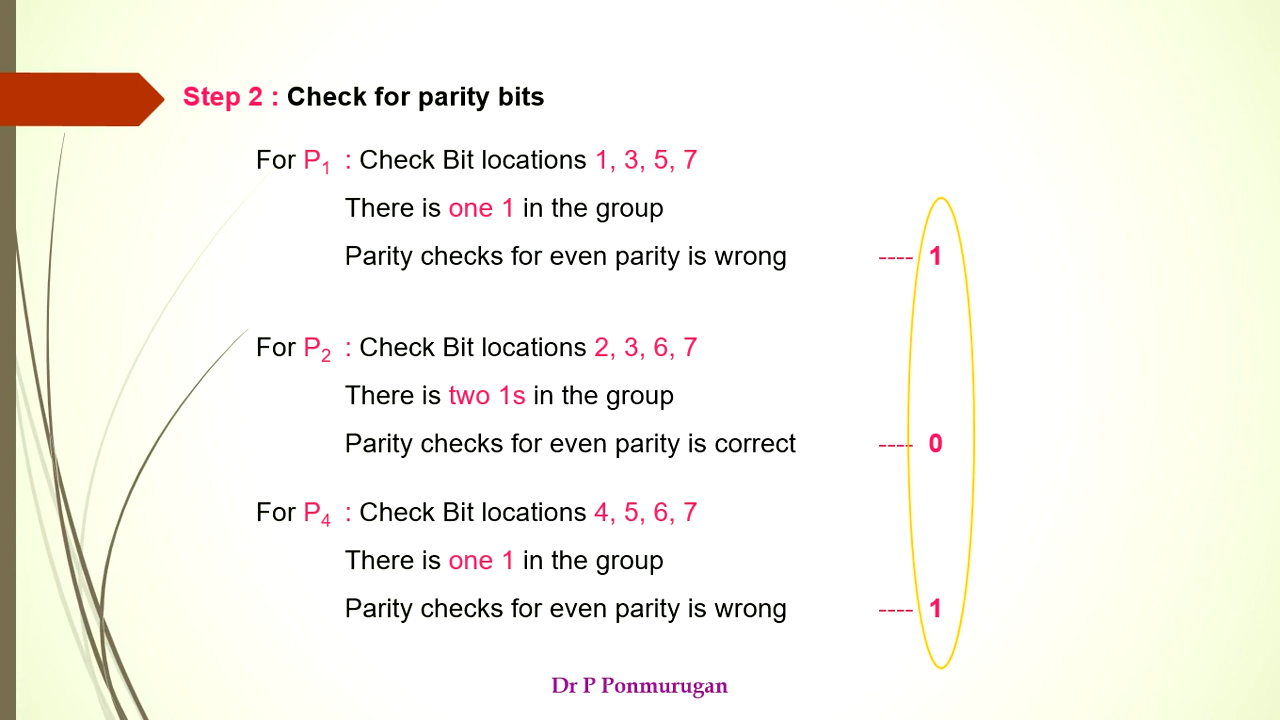 Step 2 : Check for parity bits
For P1 : Check Bit locations 1, 3, 5, 7
There is one 1 in the group
Parity checks for even parity is wrong ---- 1
For P2 : Check Bit locations 2, 3, 6, 7
There is two 1s in the group
Parity checks for even parity is correct ---- 0
For P4 : Check Bit locations 4, 5, 6, 7
There is one 1 in the group
Parity checks for even parity is wrong ---- 1
Dr P Ponmurugan